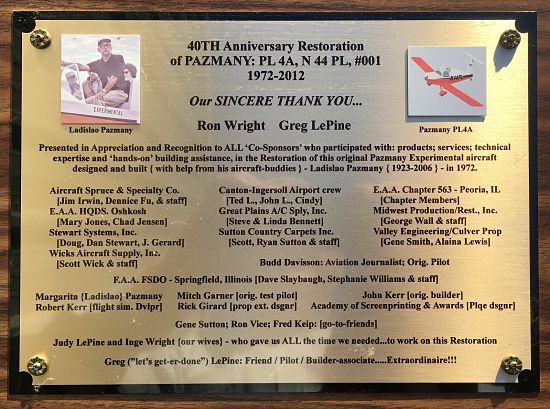 40TH Anniversary Restoration
of PAZMANY: PL 4A, N 44 PL, #001
1972-2012
EXPERIMENTAL
Our SINCERE THANK YOU...
Ladislao Pazmany
Ron Wright Greg LePine
Pazmany PL4A
Presented in Appreciation and Recognition to ALL 'Co-Sponsors' who participated with: products; services; technical
expertise and 'hands-on' building assistance, in the Restoration of this original Pazmany Experimental aircraft
designed and built { with help from his aircraft-buddies } - Ladislao Pazmany { 1923-2006 } - in 1972.
Aircraft Spruce & Specialty Co.
[Jim Irwin, Dennice Fu, & staff]
E.A.A. HQDS. Oshkosh
[Mary Jones, Chad Jensen]
Stewart Systems, Inc.
[Doug, Dan Stewart, J. Gerard]
Wicks Aircraft Supply, Inc.
[Scott Wick & staff]
Canton-Ingersoll Airport crew
[Ted L., John L., Cindy]
Great Plains A/C Sply, Inc.
[Steve & Linda Bennett]
Sutton Country Carpets Inc.
[Scott, Ryan Sutton & staff]
E.A.A. Chapter 563 - Peoria, IL
[Chapter Members]
Midwest Production/Rest., Inc.
[George Wall & staff]
Valley Engineering/Culver Prop
[Gene Smith, Alaina Lewis]
Budd Davisson: Aviation Journalist; Orig. Pilot
F.A.A. FSDO - Springfield, Illinois [Dave Slaybaugh, Stephanie Williams & staff]
Margarita {Ladislao} Pazmany Mitch Garner [orig. test pilot] John Kerr [orig. builder]
Robert Kerr [flight sim. Dvlpr] Rick Girard [prop ext. dsgnr] Academy of Screenprinting & Awards [Plqe dsgnr]
Gene Sutton; Ron Vice; Fred Keip: [go-to-friends]
Judy LePine and Inge Wright {our wives} - who gave us ALL the time we needed...to work on this Restoration
Greg ("let's get-er-done") LePine: Friend / Pilot / Builder-associate.....Extraordinaire!!!